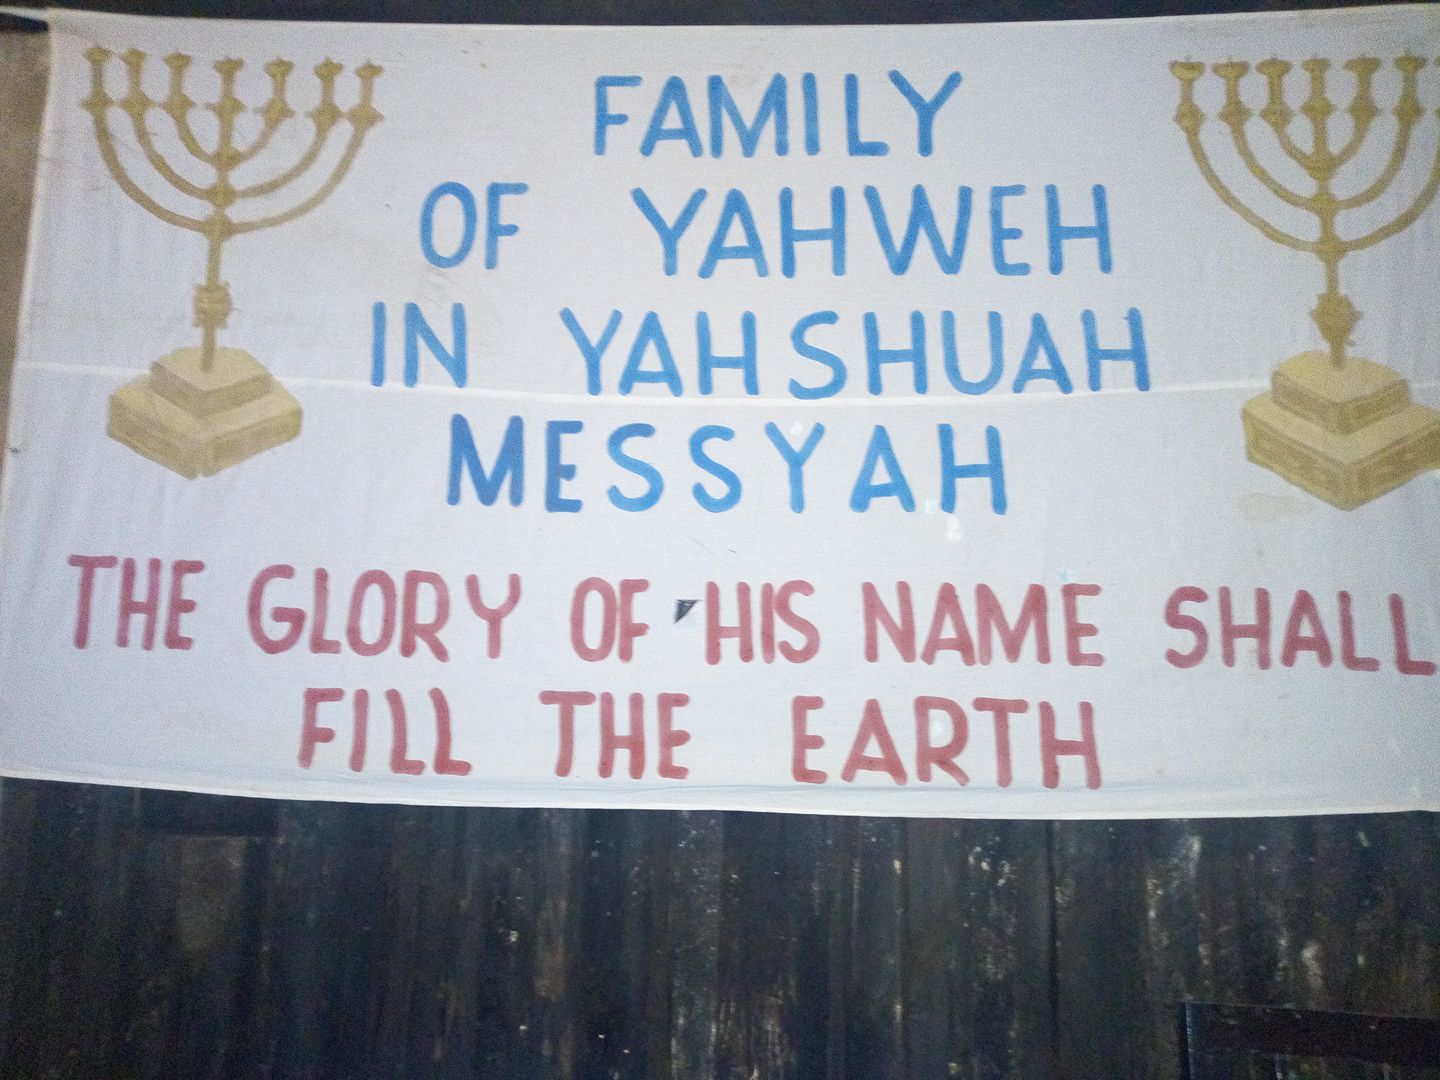 FAMILY
OF YAHWEH
IN YAHSHUAH
MESSYAH
THE GLORY OF HIS NAME SHALL
FILL THE EARTH